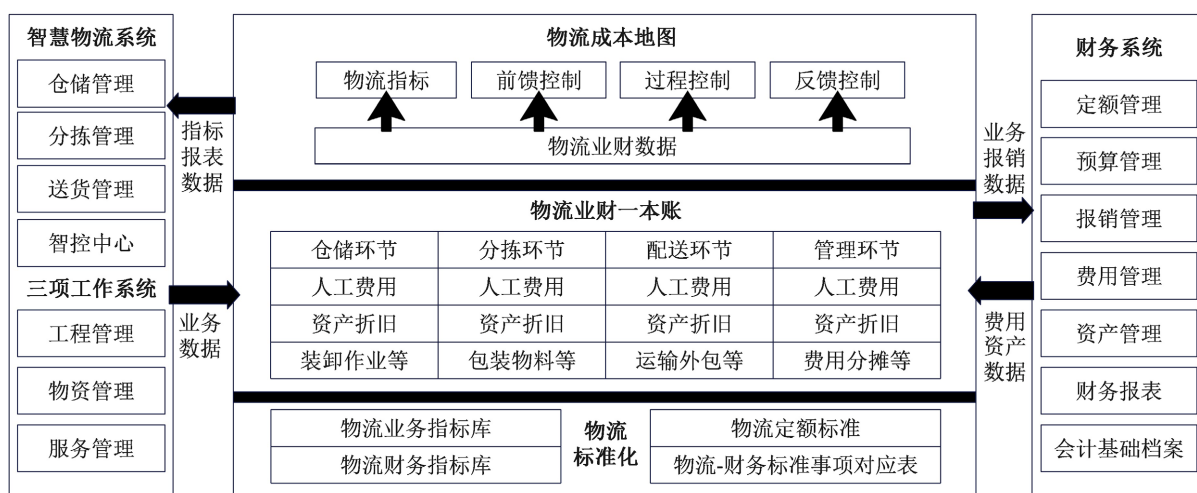 智慧物流系统
仓储管理
分拣管理
送货管理
智控中心
三项工作系统
工程管理
物资管理
服务管理
指标
报表
数据
业务
数据
物流成本地图
物流指标 前馈控制 过程控制 反馈控制
物流业财数据
物流业财一本账
仓储环节 分拣环节 配送环节 管理环节
人工费用 人工费用 人工费用 人工费用
资产折旧 资产折旧 资产折旧 资产折旧
装卸作业等 包装物料等 运输外包等 费用分摊等
物流业务指标库
物流财务指标库
物流
标准化
物流定额标准
物流-财务标准事项对应表
业务
报销
数据
费用
资产
数据
财务系统
定额管理
预算管理
报销管理
费用管理
资产管理
财务报表
会计基础档案